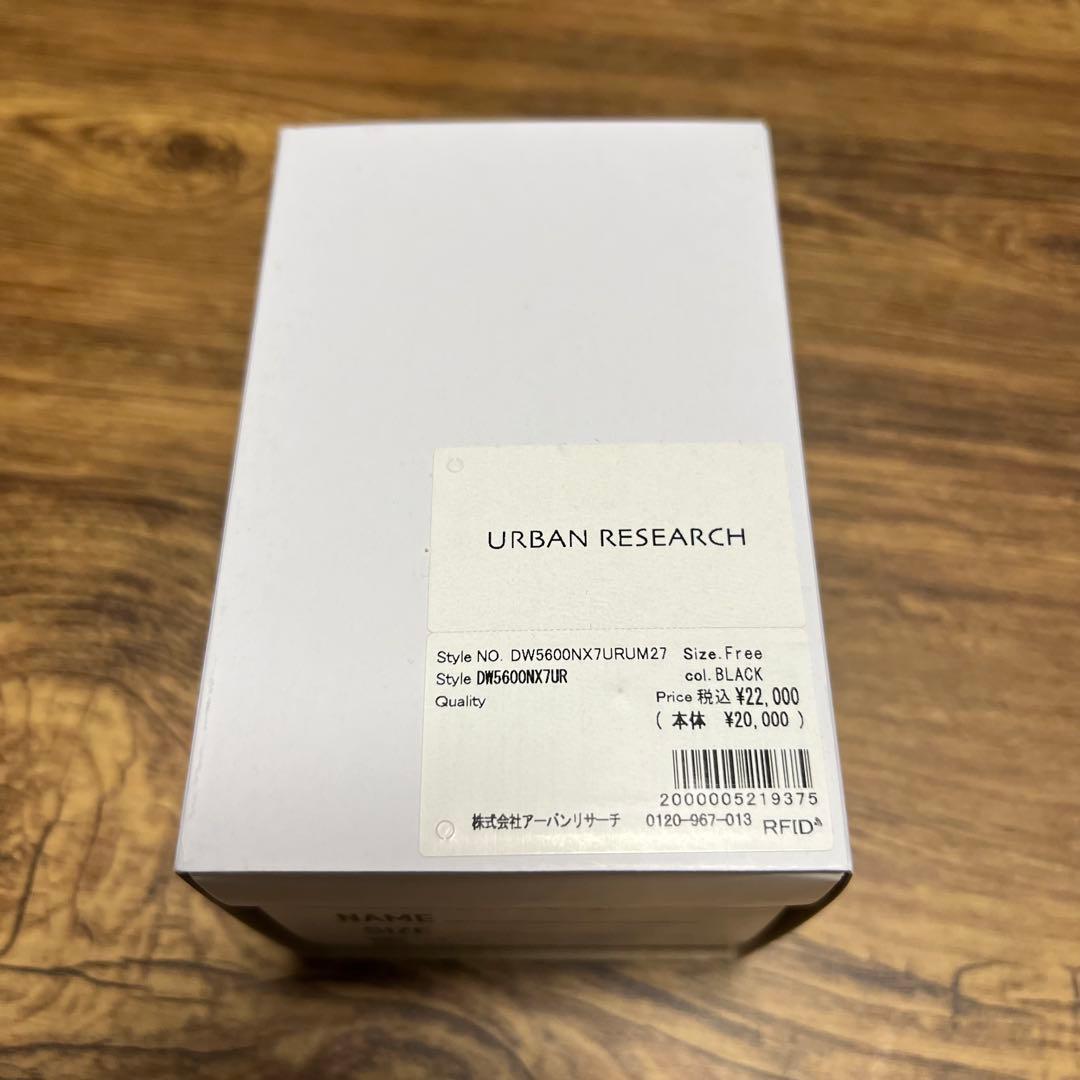 URBAN RESEARCH
Style NO. DW5600NX7URUM27 Size.Free
Style DW5600NX7UR col.BLACK
Quality Price 税込 ¥22,000
( 本体 ¥20,000 )
2000005219375
株式会社アーバンリサーチ 0120-967-013 RFID
NAME
SIZE